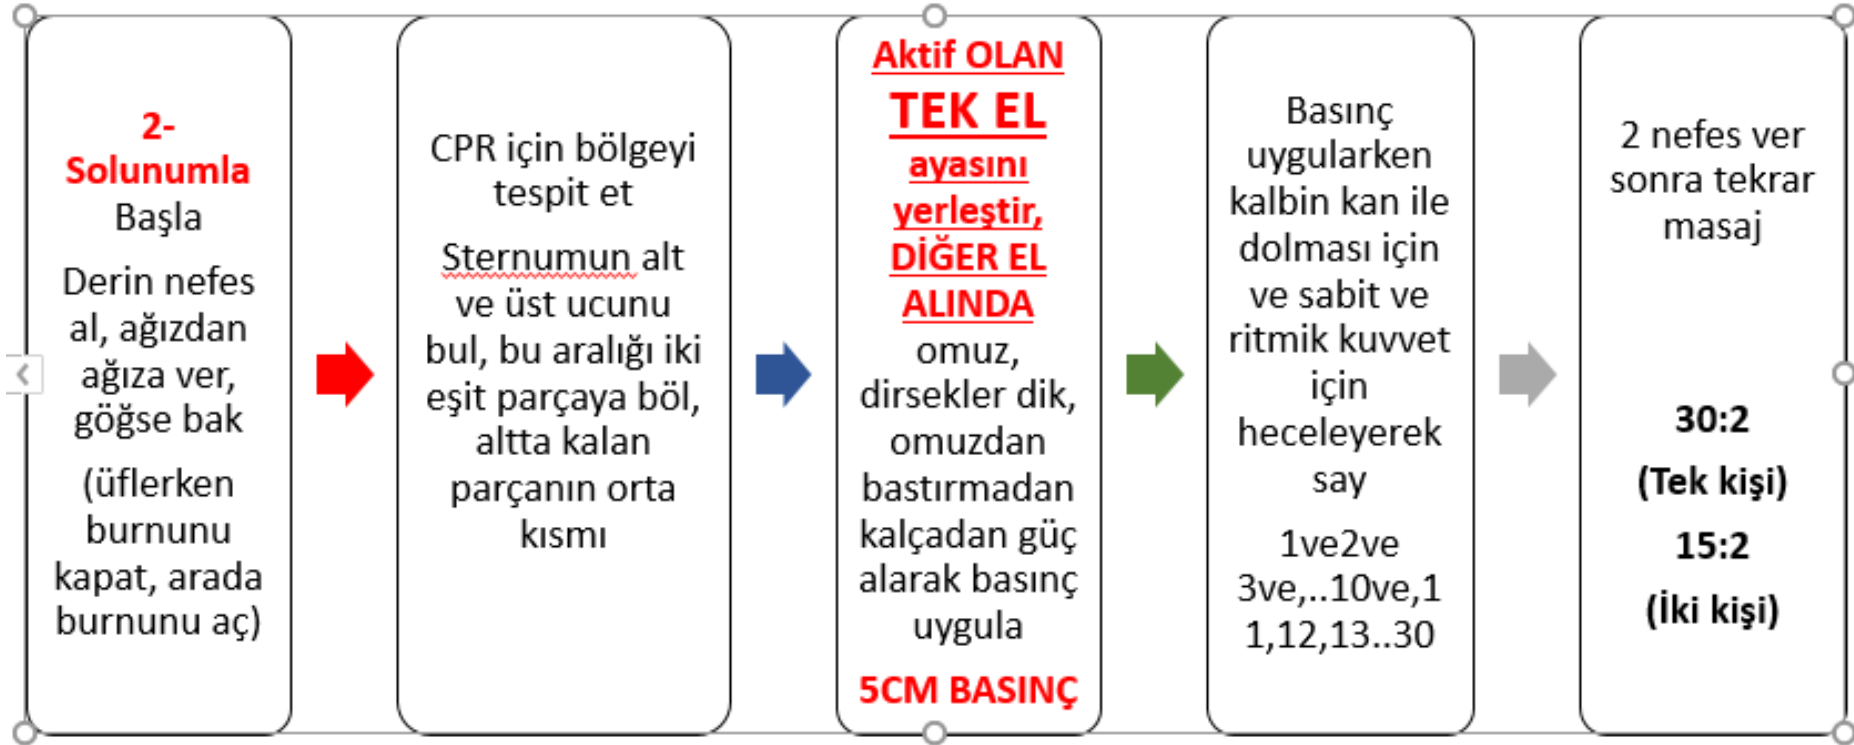 2-
Solunumla
Başla
Derin nefes
al, ağızdan
ağıza ver,
göğse bak
(üflerken
burnunu
kapat, arada
burnunu aç)
CPR için bölgeyi
tespit et
Sternumun alt
ve üst ucunu
bul, bu aralığı iki
eşit parçaya böl,
altta kalan
parçanın orta
kısmı
Aktif OLAN
TEK EL
ayasını
yerleştir,
DİĞER EL
ALINDA
omuz,
dirsekler dik,
omuzdan
bastırmadan
kalçadan güç
alarak basınç
uygula
5CM BASINÇ
Basınç
uygularken
kalbin kan ile
dolması için
ve sabit ve
ritmik kuvvet
için
heceleyerek
say
1ve2ve
3ve,..10ve,1
1,12,13..30
2 nefes ver
sonra tekrar
masaj
30:2
(Tek kişi)
15:2
(İki kişi)